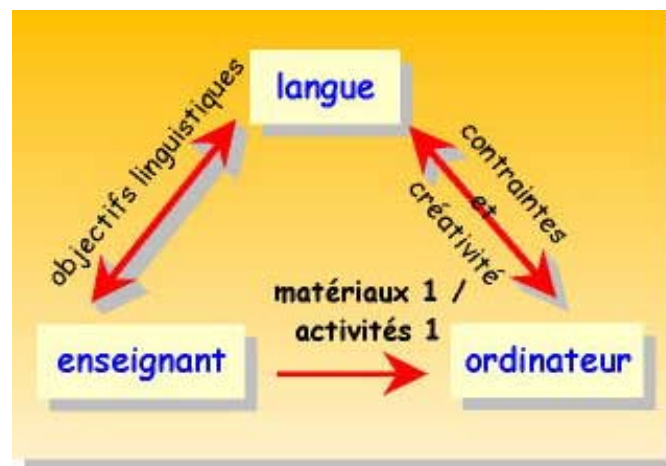 langue
objectifs linguistiques
contraintes
et
créativité
matériaux 1 /
activités 1
enseignant
ordinateur